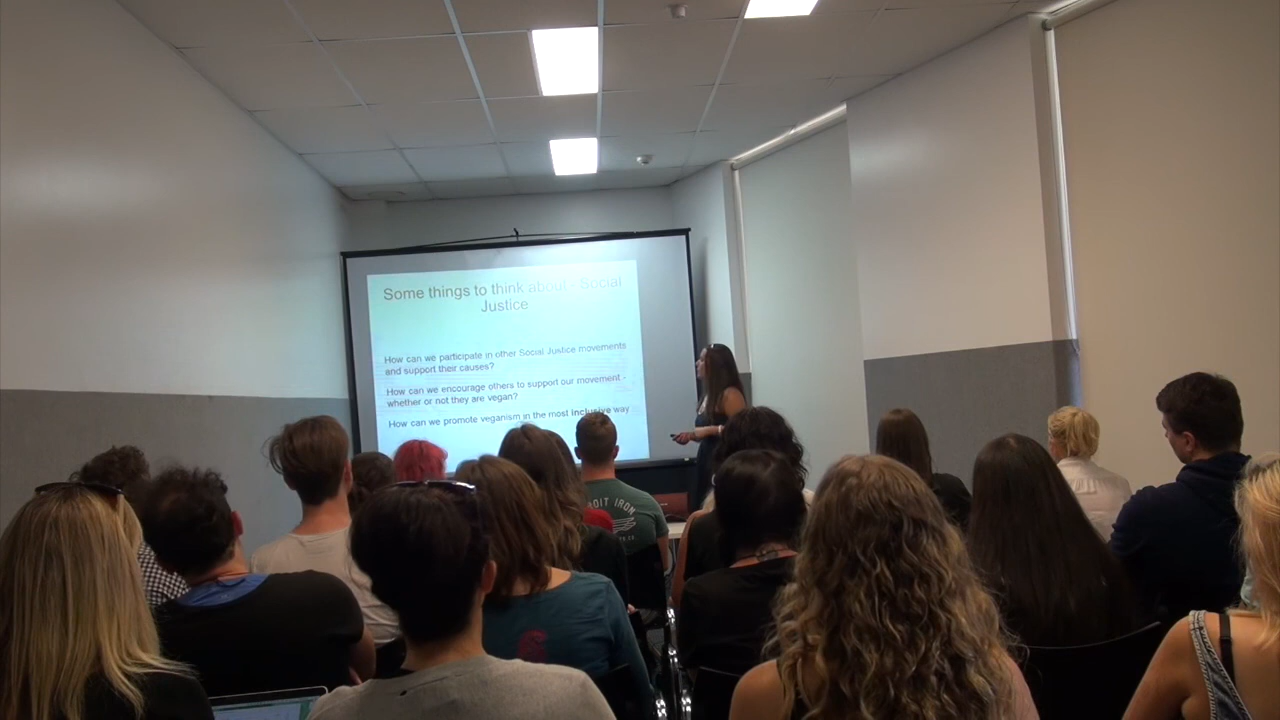 Some things to think about - Social
Justice
How can we participate in other Social Justice movements
and support their causes?
How can we encourage others to support our movement -
whether or not they are vegan?
How can we promote veganism in the most inclusive way
OIT IRON